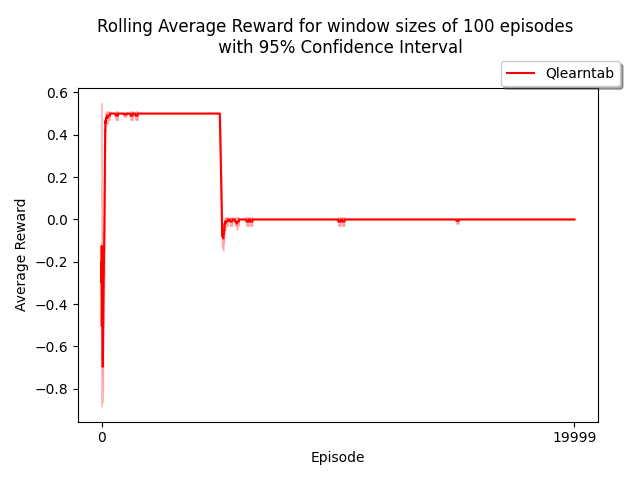 Rolling Average Reward for window sizes of 100 episodes
with 95% Confidence Interval
Qlearntab
0.6
0.4
0.2
0.0
−0.2
−0.4
−0.6
−0.8
Average Reward
0
19999
Episode